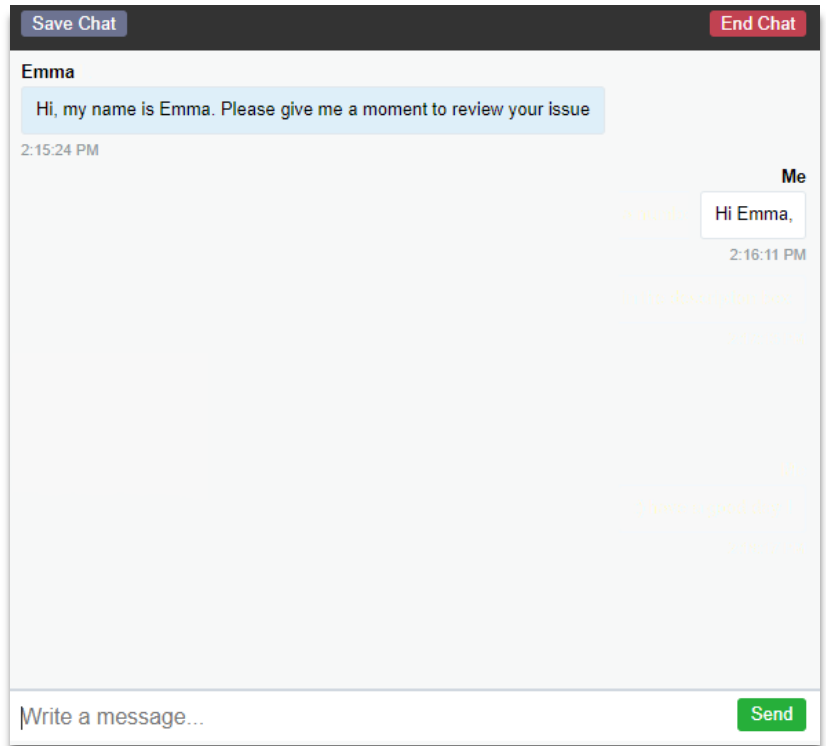 Save Chat
End Chat
Emma
Hi, my name is Emma. Please give me a moment to review your issue
2:15:24 PM
Me
Hi Emma,
2:16:11 PM
Write a message...
Send